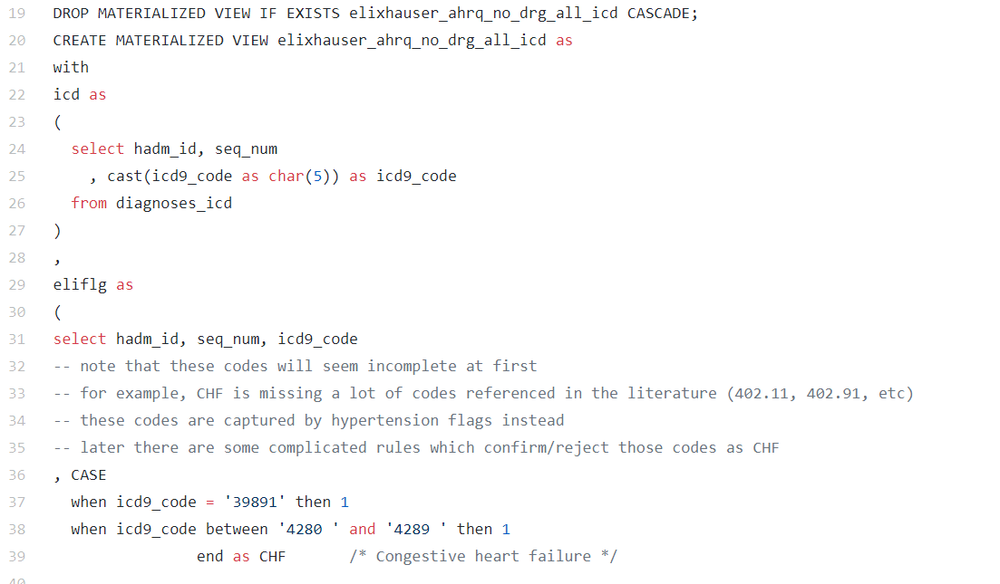 19 DROP MATERIALIZED VIEW IF EXISTS elixhauser_ahrq_no_drg_all_icd CASCADE;
20 CREATE MATERIALIZED VIEW elixhauser_ahrq_no_drg_all_icd as
21 with
22 icd as
23 (
24   select hadm_id, seq_num
25     , cast(icd9_code as char(5)) as icd9_code
26   from diagnoses_icd
27 )
28 ,
29 eliflg as
30 (
31 select hadm_id, seq_num, icd9_code
32 -- note that these codes will seem incomplete at first
33 -- for example, CHF is missing a lot of codes referenced in the literature (402.11, 402.91, etc)
34 -- these codes are captured by hypertension flags instead
35 -- later there are some complicated rules which confirm/reject those codes as CHF
36 , CASE
37   when icd9_code = '39891' then 1
38   when icd9_code between '4280 ' and '4289 ' then 1
39                 end as CHF       /* Congestive heart failure */
40